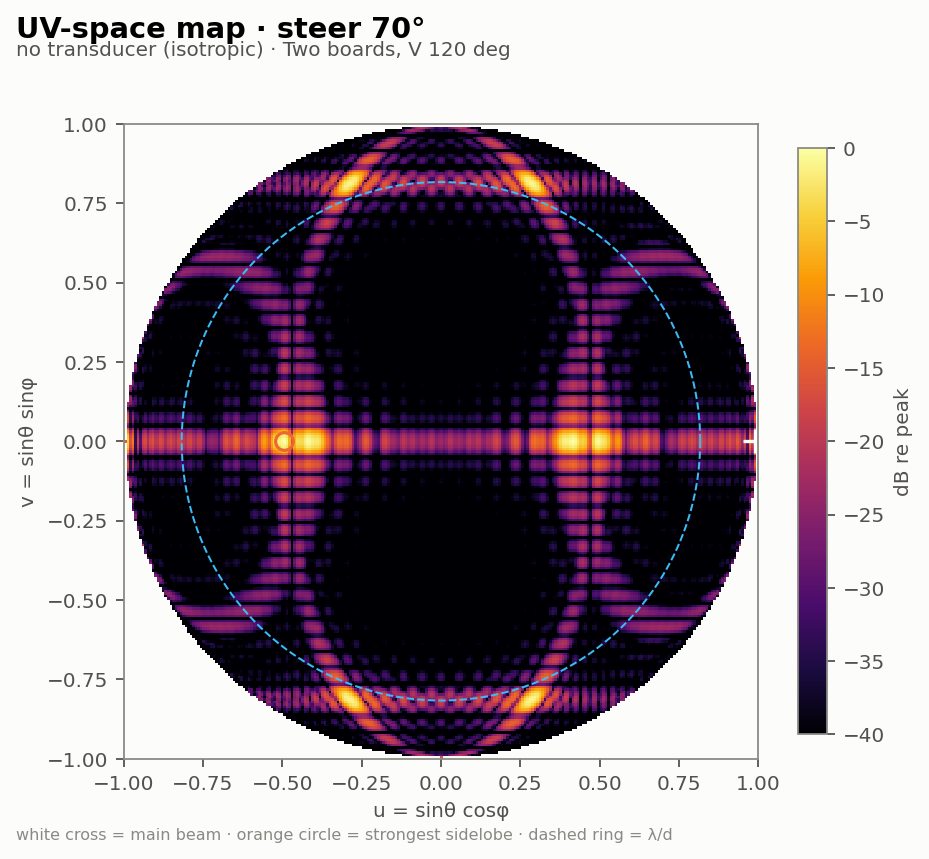 UV-space map · steer 70°
no transducer (isotropic) · Two boards, V 120 deg
1.00
0.75
0.50
0.25
0.00
−0.25
−0.50
−0.75
−1.00
v = sinθ sinφ
−1.00 −0.75 −0.50 −0.25 0.00 0.25 0.50 0.75 1.00
u = sinθ cosφ
0
−5
−10
−15
−20
−25
−30
−35
−40
dB re peak
white cross = main beam · orange circle = strongest sidelobe · dashed ring = λ/d